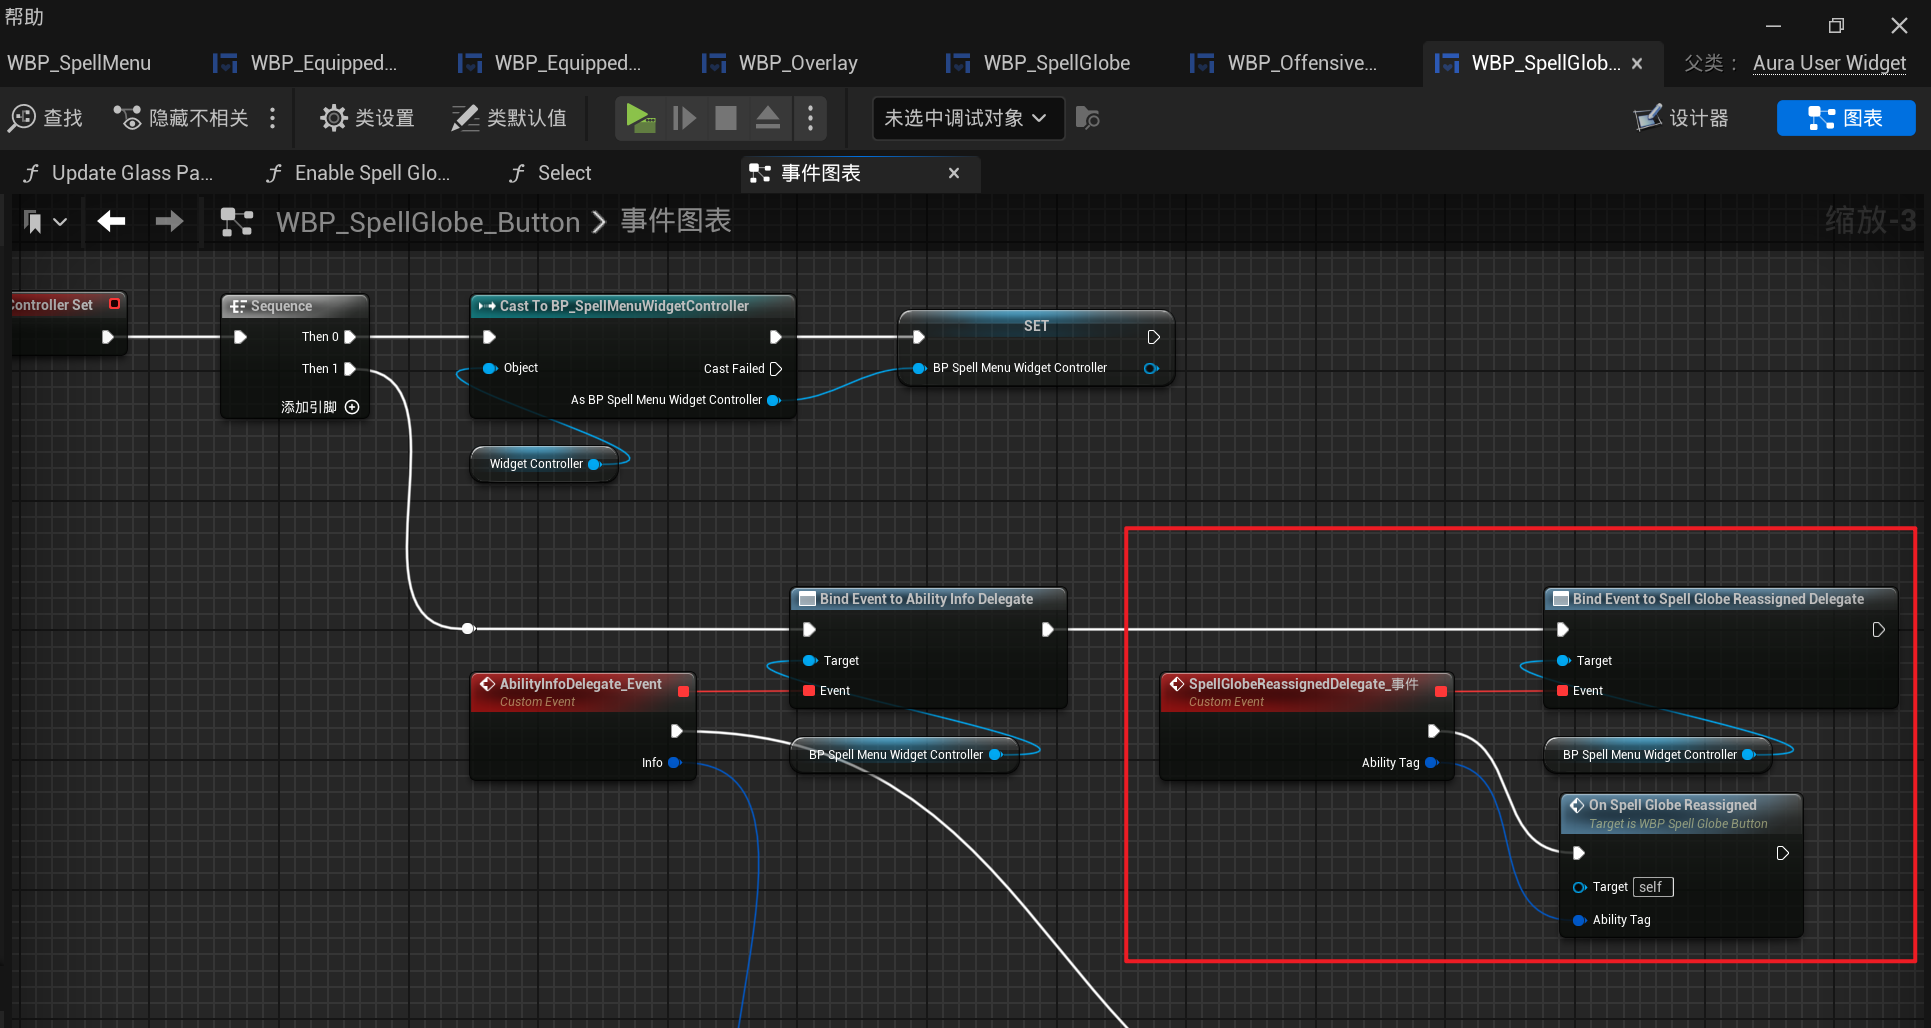 帮助
WBP_SpellMenu
WBP_Equipped...
WBP_Equipped...
WBP_Overlay
WBP_SpellGlobe
WBP_Offensive...
WBP_SpellGlob...
父类：
Aura User Widget
查找
隐藏不相关
类设置
类默认值
未选中调试对象
设计器
图表
Update Glass Pa...
Enable Spell Glo...
Select
事件图表
WBP_SpellGlobe_Button
事件图表
缩放-3
Controller Set
Sequence
Then 0
Then 1
添加引脚
Cast To BP_SpellMenuWidgetController
Object
Cast Failed
As BP Spell Menu Widget Controller
SET
BP Spell Menu Widget Controller
Widget Controller
Bind Event to Ability Info Delegate
Target
Event
AbilityInfoDelegate_Event
Custom Event
Info
BP Spell Menu Widget Controller
Bind Event to Spell Globe Reassigned Delegate
Target
Event
SpellGlobeReassignedDelegate_事件
Custom Event
Ability Tag
BP Spell Menu Widget Controller
On Spell Globe Reassigned
Target is WBP Spell Globe Button
Target self
Ability Tag